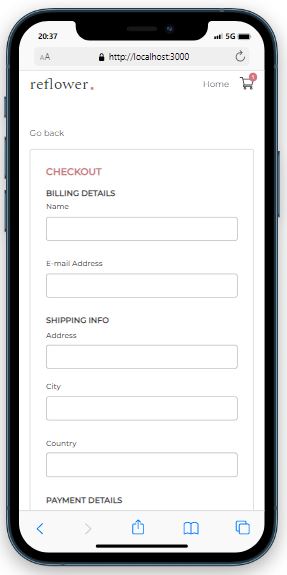 20:37 5G
AA http://localhost:3000
reflower. Home 1
Go back
CHECKOUT
BILLING DETAILS
Name
E-mail Address
SHIPPING INFO
Address
City
Country
PAYMENT DETAILS